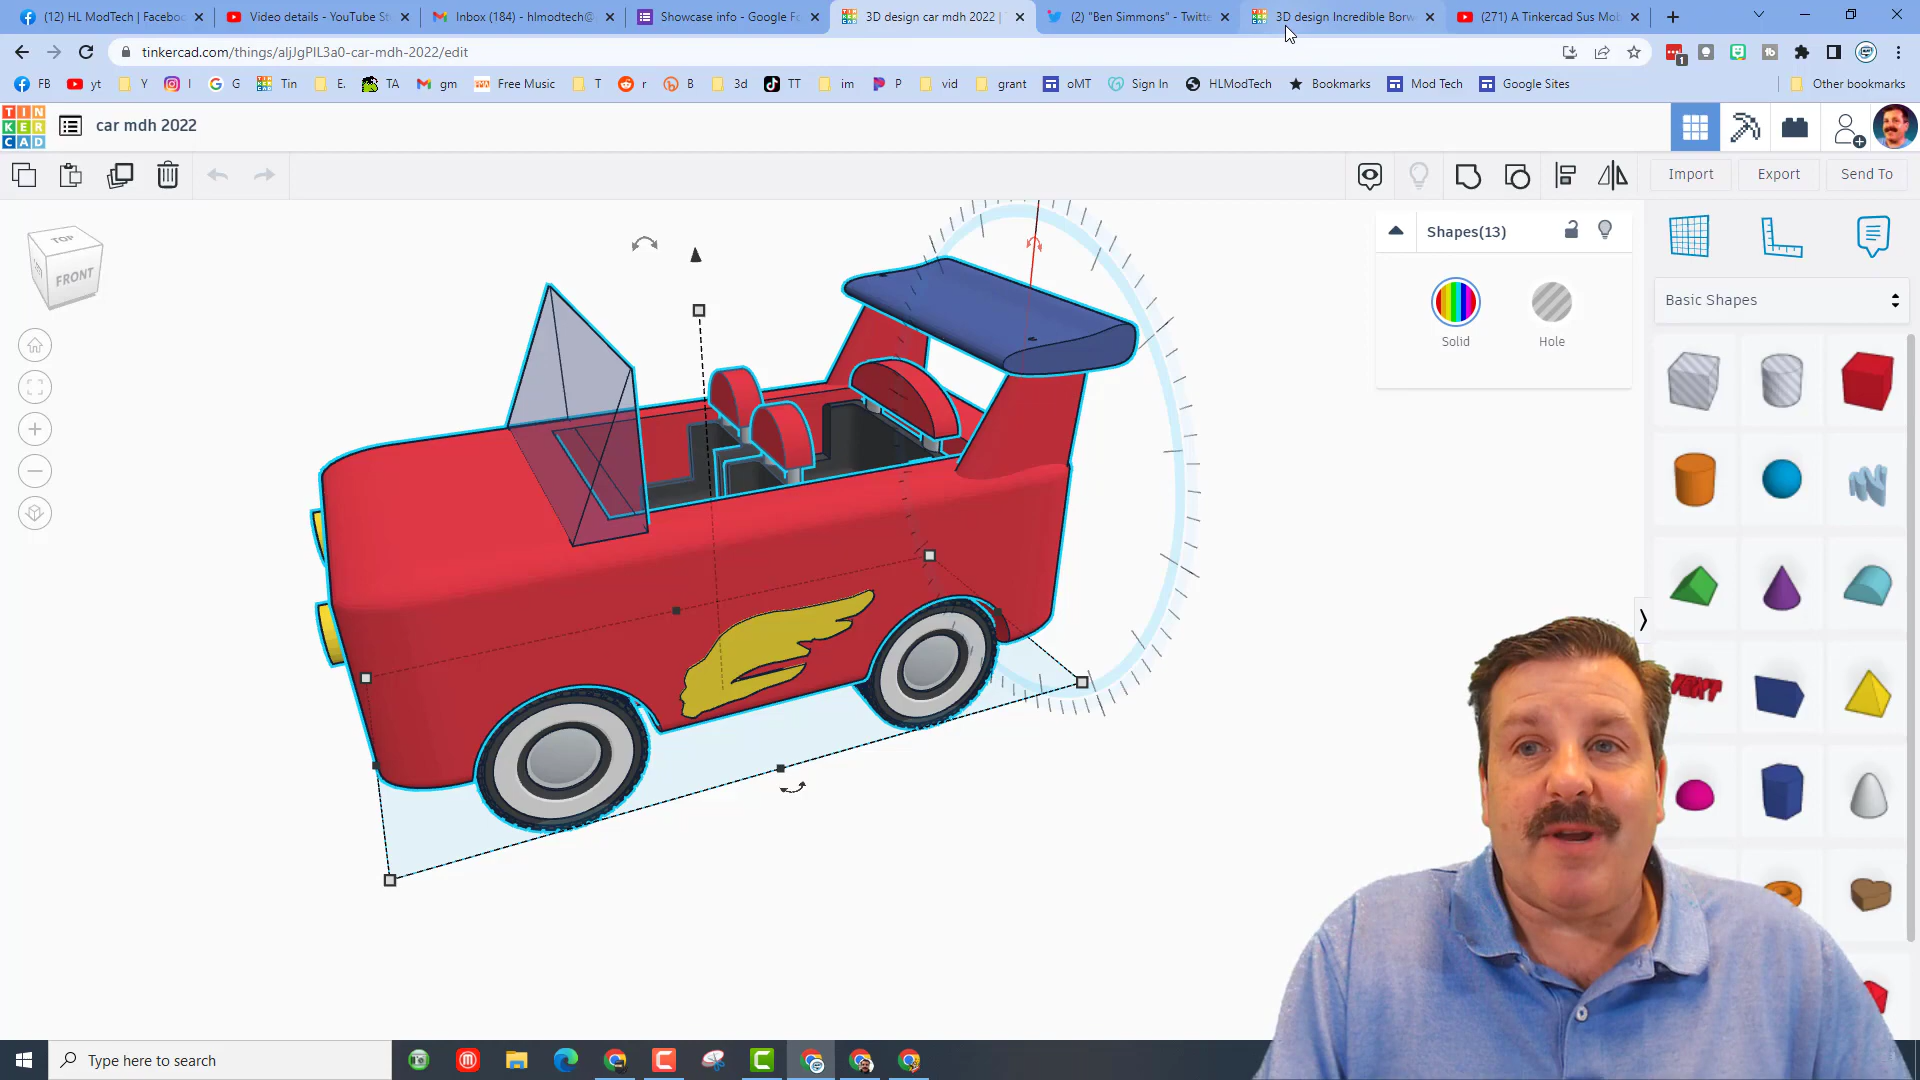 (12) HL ModTech | Faceboo
Video details - YouTube St
Inbox (184) - hlmodtech@
Showcase info - Google Fo
3D design car mdh 2022 | T
(2) "Ben Simmons" - Twitte
3D design Incredible Borw
(271) A Tinkercad Sus Mob
tinkercad.com/things/aljJgPIL3a0-car-mdh-2022/edit
1
FB
yt
Y
I
G
Tin
E.
TA
gm
Free Music
T
r
B
3d
TT
im
P
vid
grant
oMT
Sign In
HLModTech
Bookmarks
Mod Tech
Google Sites
Other bookmarks
TIN
KER
CAD
car mdh 2022
Import
Export
Send To
TOP
FRONT
Shapes(13)
Solid
Hole
Basic Shapes
TEXT
Type here to search